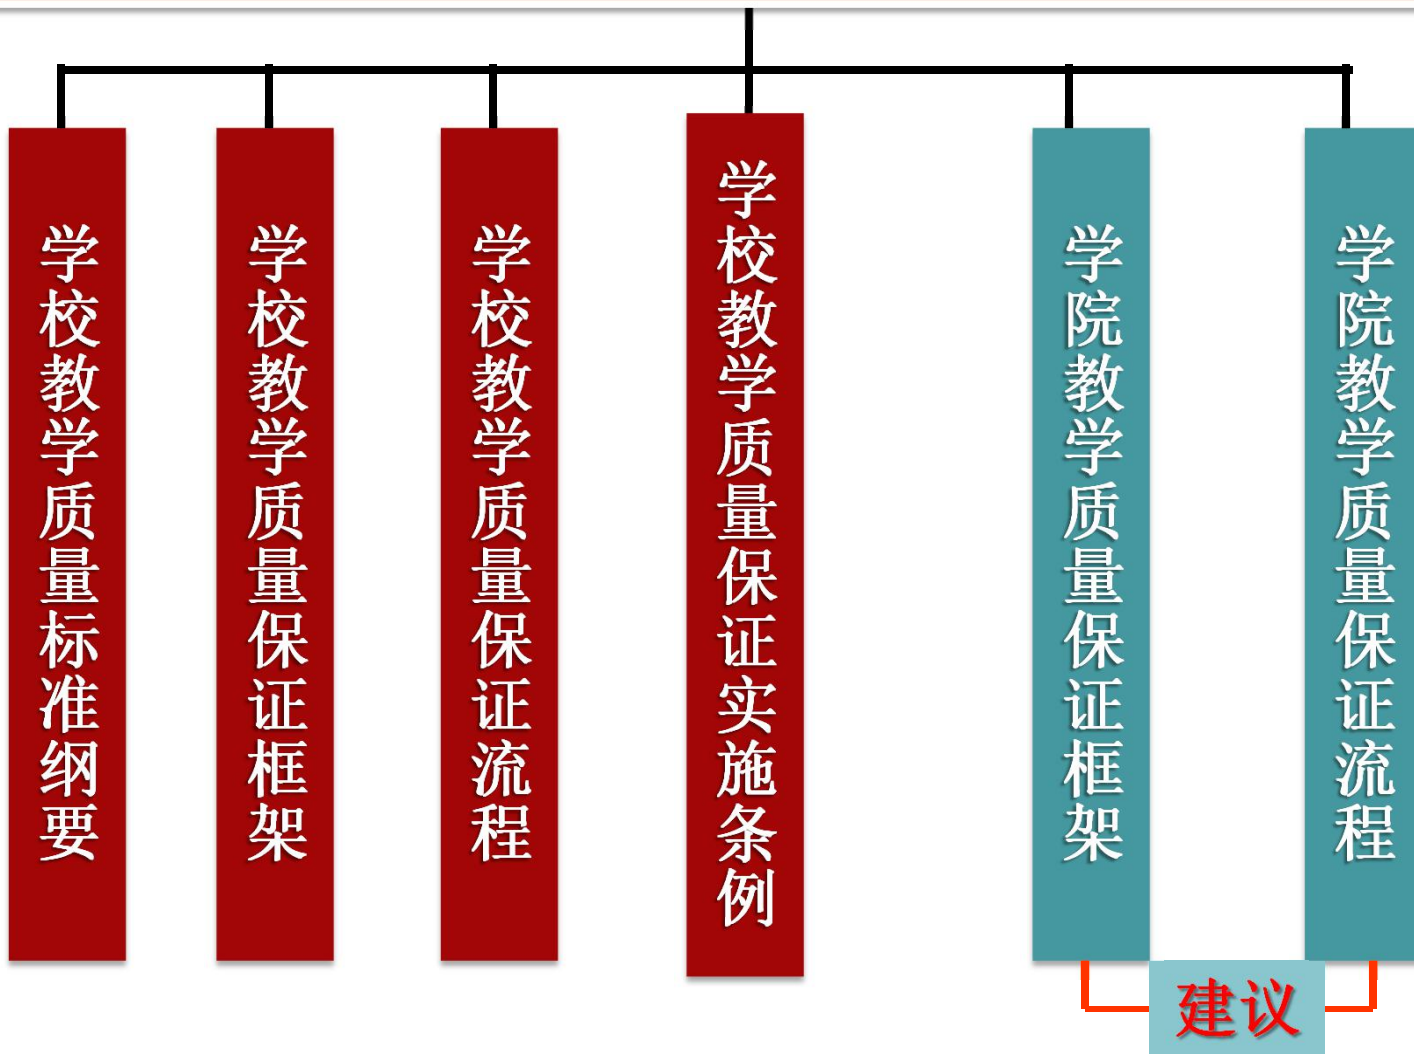 学校教学质量标准纲要
学校教学质量保证框架
学校教学质量保证流程
学校教学质量保证实施条例
学院教学质量保证框架
学院教学质量保证流程
建议